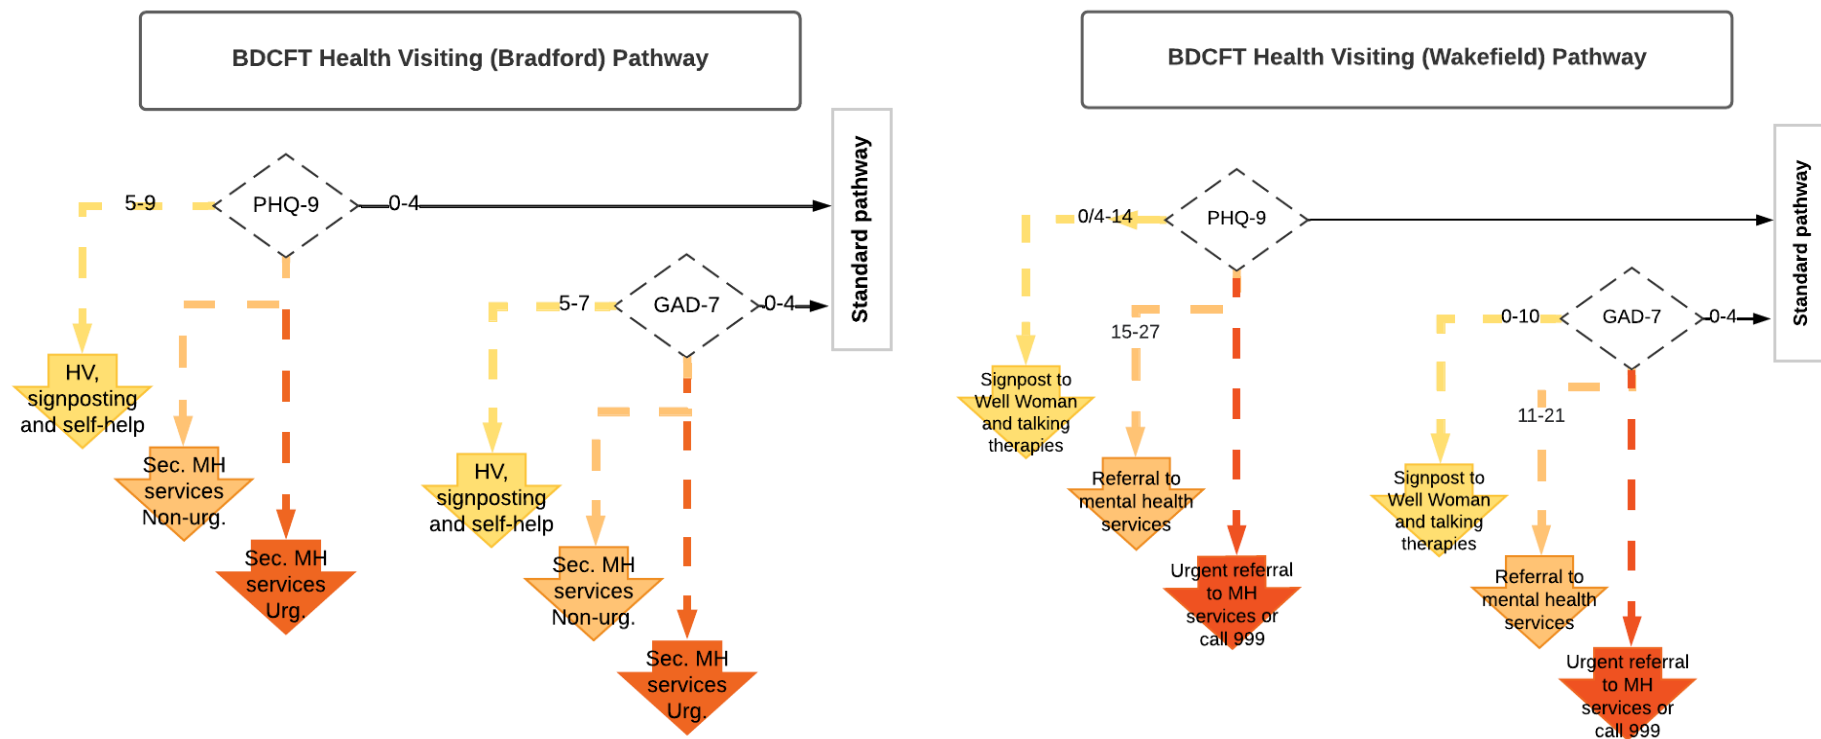 BDCFT Health Visiting (Bradford) Pathway
5-9
PHQ-9
0-4
Standard pathway
5-7
GAD-7
0-4
HV,
signposting
and self-help
Sec. MH
services
Non-urg.
Sec. MH
services
Urg.
HV,
signposting
and self-help
Sec. MH
services
Non-urg.
Sec. MH
services
Urg.
BDCFT Health Visiting (Wakefield) Pathway
0/4-14
PHQ-9
Standard pathway
15-27
0-10
GAD-7
0-4
11-21
Signpost to
Well Woman
and talking
therapies
Referral to
mental health
services
Urgent referral
to MH
services or
call 999
Signpost to
Well Woman
and talking
therapies
Referral to
mental health
services
Urgent referral
to MH
services or
call 999